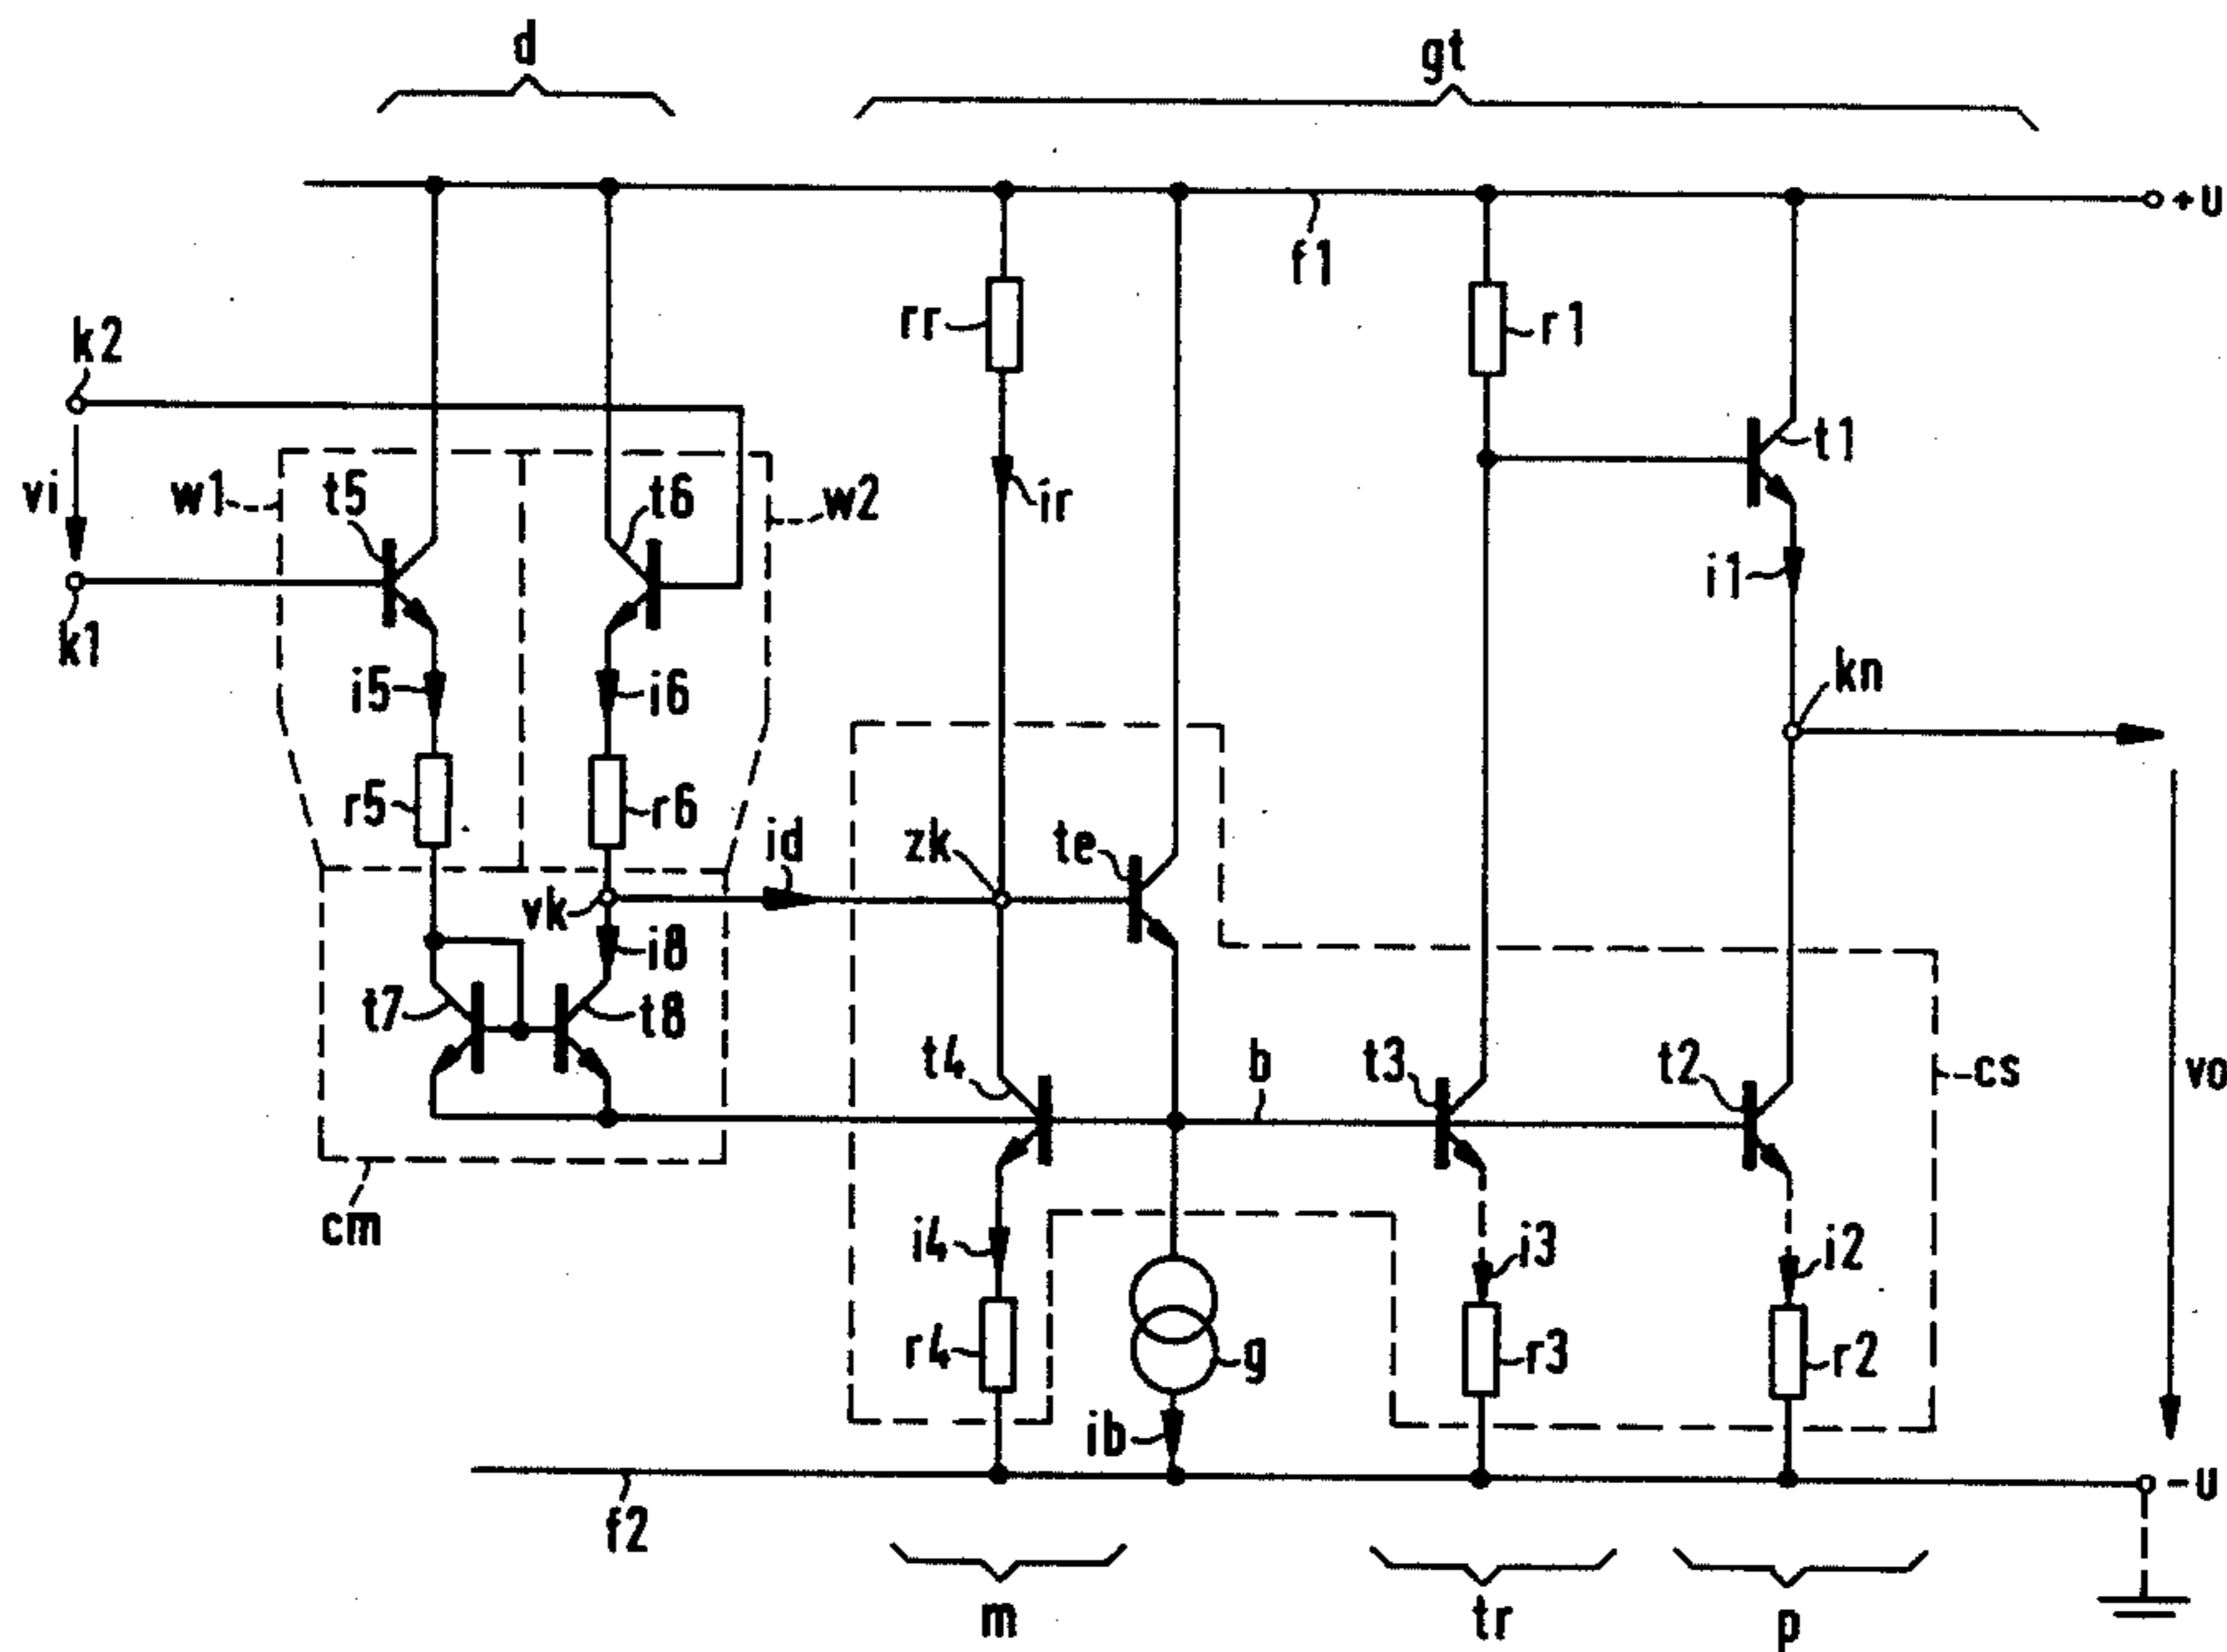 d
gt
+U
f1
rr
r1
k2
t1
vi
w1
t5
t6
w2
ir
i1
k1
i5
i6
kn
r5
r6
id
zk
te
vk
i8
t7
t8
t4
b
t3
t2
cs
vo
cm
i4
i3
i2
r4
g
r3
r2
ib
f2
-U
m
tr
p